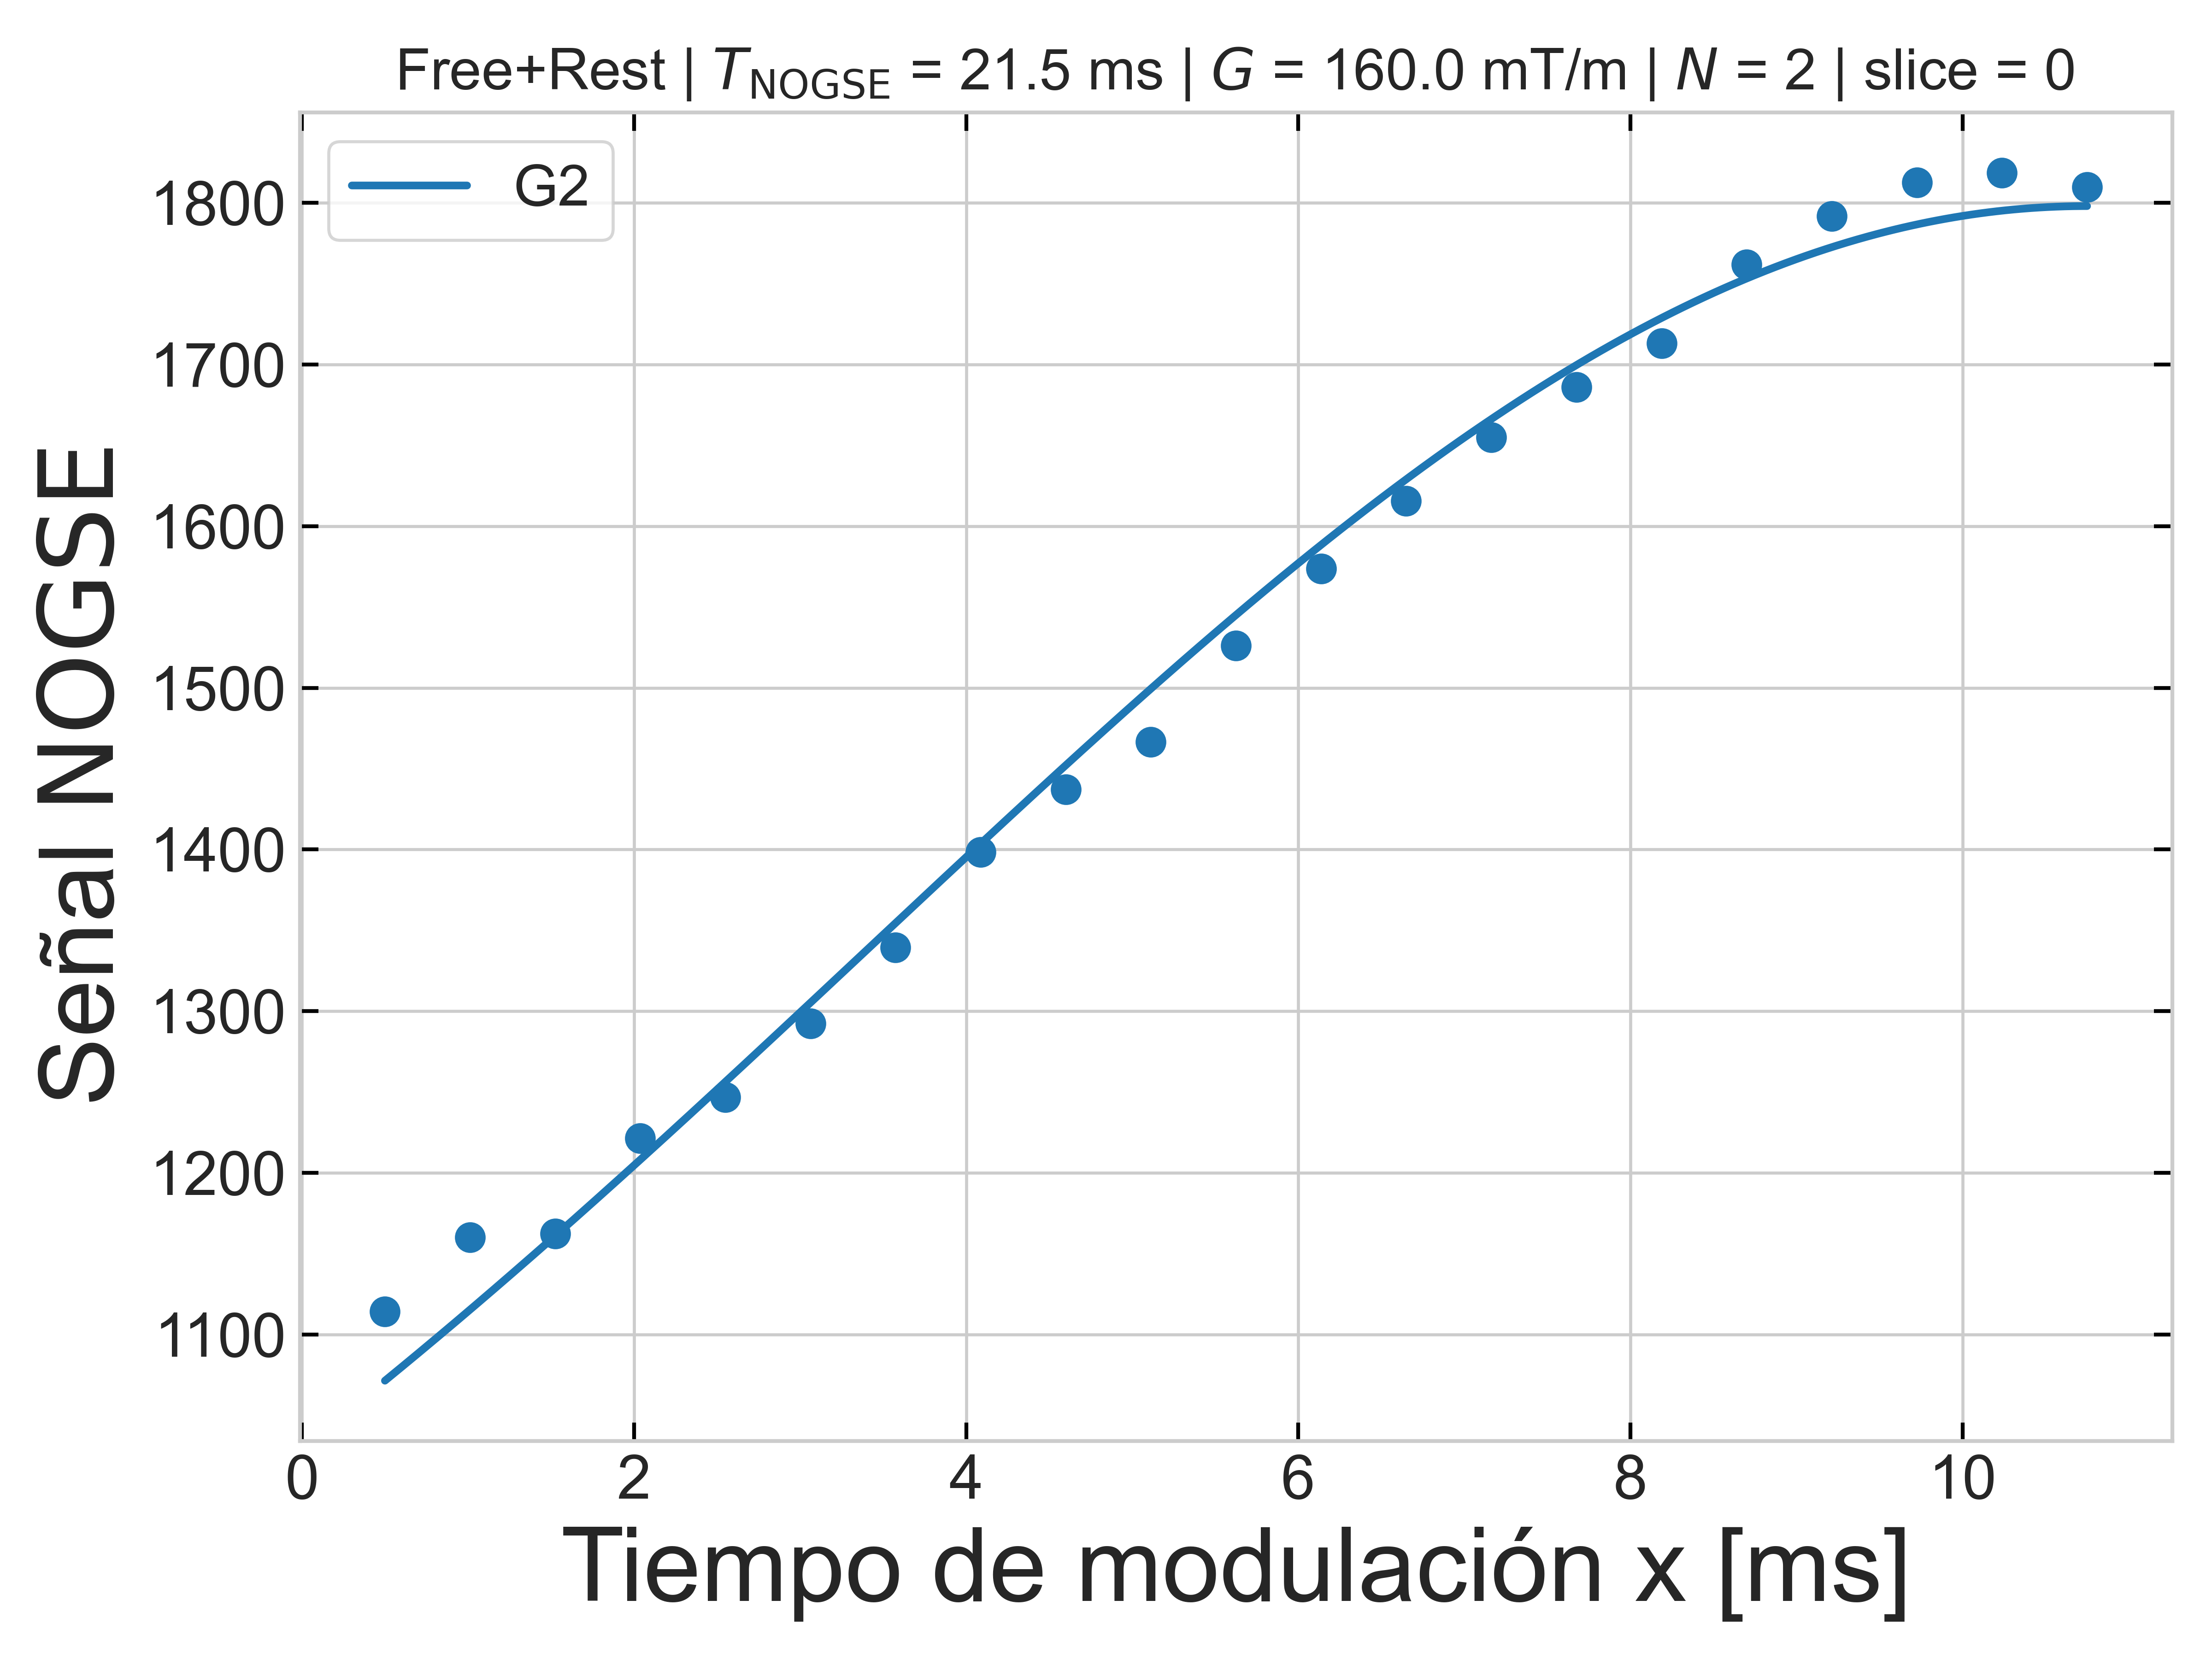 Free+Rest | T_NOGSE = 21.5 ms | G = 160.0 mT/m | N = 2 | slice = 0
G2
Señal NOGSE
1800
1700
1600
1500
1400
1300
1200
1100
0 2 4 6 8 10
Tiempo de modulación x [ms]